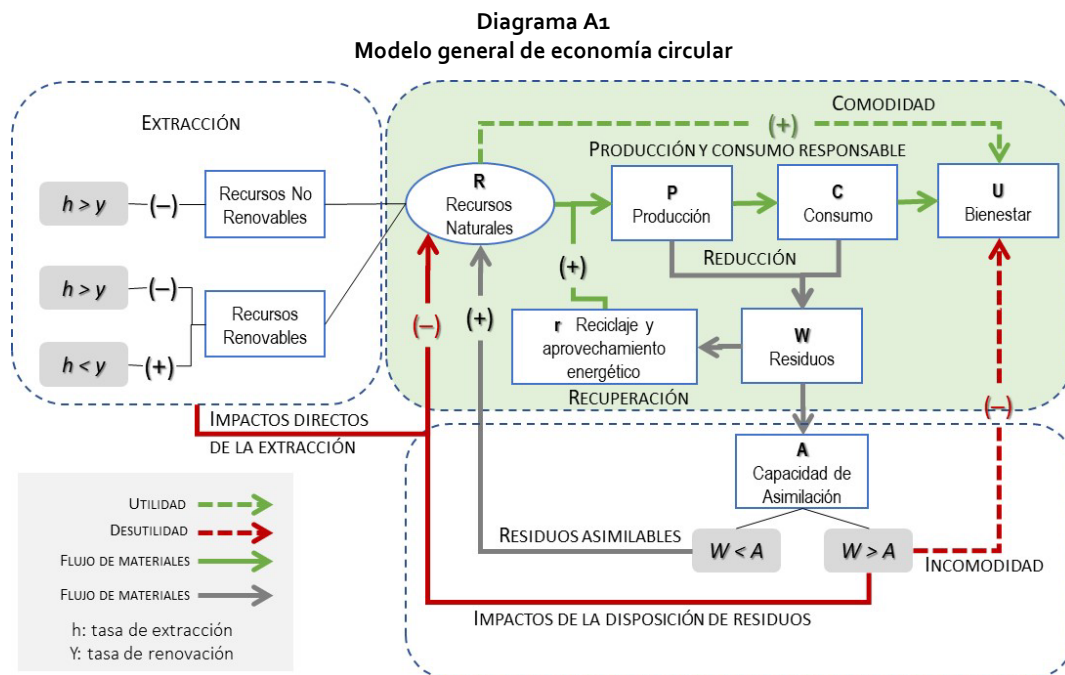 Diagrama A1
Modelo general de economía circular
EXTRACCIÓN
h > y
(−)
Recursos No
Renovables
h > y
(−)
Recursos
Renovables
h < y
(+)
IMPACTOS DIRECTOS
DE LA EXTRACCIÓN
COMODIDAD
(+)
PRODUCCIÓN Y CONSUMO RESPONSABLE
R
Recursos
Naturales
P
Producción
C
Consumo
U
Bienestar
REDUCCIÓN
(+)
(−)
(+)
r Reciclaje y
aprovechamiento
energético
W
Residuos
RECUPERACIÓN
(−)
A
Capacidad de
Asimilación
RESIDUOS ASIMILABLES
W < A
W > A
INCOMODIDAD
IMPACTOS DE LA DISPOSICIÓN DE RESIDUOS
UTILIDAD
DESUTILIDAD
FLUJO DE MATERIALES
FLUJO DE MATERIALES
h: tasa de extracción
Y: tasa de renovación